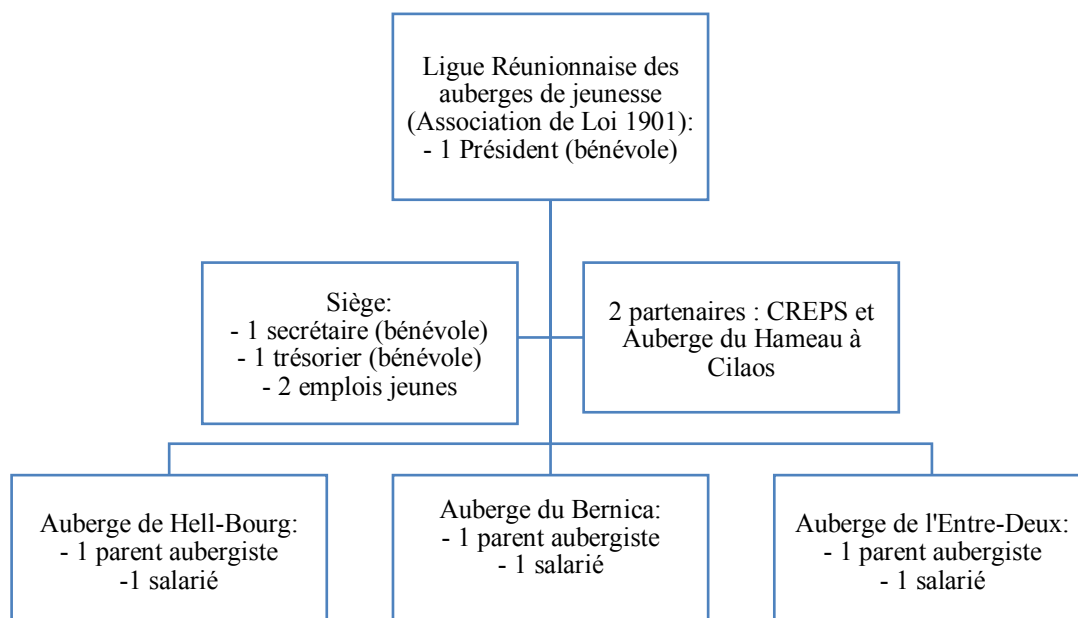 Ligue Réunionnaise des
auberges de jeunesse
(Association de Loi 1901):
- 1 Président (bénévole)
Siège:
- 1 secrétaire (bénévole)
- 1 trésorier (bénévole)
- 2 emplois jeunes
2 partenaires : CREPS et
Auberge du Hameau à
Cilaos
Auberge de Hell-Bourg:
- 1 parent aubergiste
-1 salarié
Auberge du Bernica:
- 1 parent aubergiste
- 1 salarié
Auberge de l'Entre-Deux:
- 1 parent aubergiste
- 1 salarié